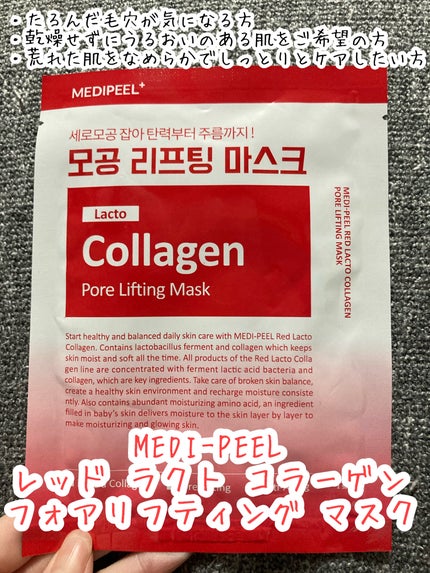 ・たるんだ毛穴が気になる方
・乾燥せずにうるおいのある肌をご希望の方
・荒れた肌をなめらかでしっとりとケアしたい方
MEDIPEEL+
세로모공 잡아 탄력부터 주름까지!
모공 리프팅 마스크
Lacto
Collagen
Pore Lifting Mask
MEDI-PEEL RED LACTO COLLAGEN
PORE LIFTING MASK
Start healthy and balanced daily skin care with MEDI-PEEL Red Lacto
Collagen. Contains lactobacillus ferment and collagen which keeps
skin moist and soft all the time. All products of the Red Lacto Colla
gen line are concentrated with ferment lactic acid bacteria and
collagen, which are key ingredients. Take care of broken skin balance,
create a healthy skin environment and recharge moisture consiste
ntly. Also contains abundant moisturizing amino acid, an ingredient
filled in baby's skin delivers moisture to the skin layer by layer to
make moisturizing and glowing skin.
MEDI-PEEL
レッド ラクト コラーゲン
フォアリフティング マスク